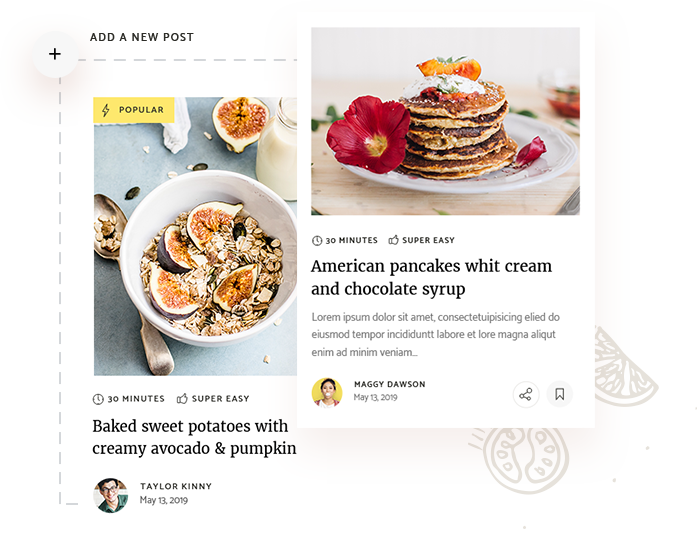 ADD A NEW POST
POPULAR
30 MINUTES SUPER EASY
Baked sweet potatoes with
creamy avocado & pumpkin
TAYLOR KINNY
May 13, 2019
30 MINUTES SUPER EASY
American pancakes whit cream
and chocolate syrup
Lorem ipsum dolor sit amet, consectetuipisicing elied do
eiusmod tempor incididuntt labore et lore magna aliqut
enim ad minim veniam...
MAGGY DAWSON
May 13, 2019